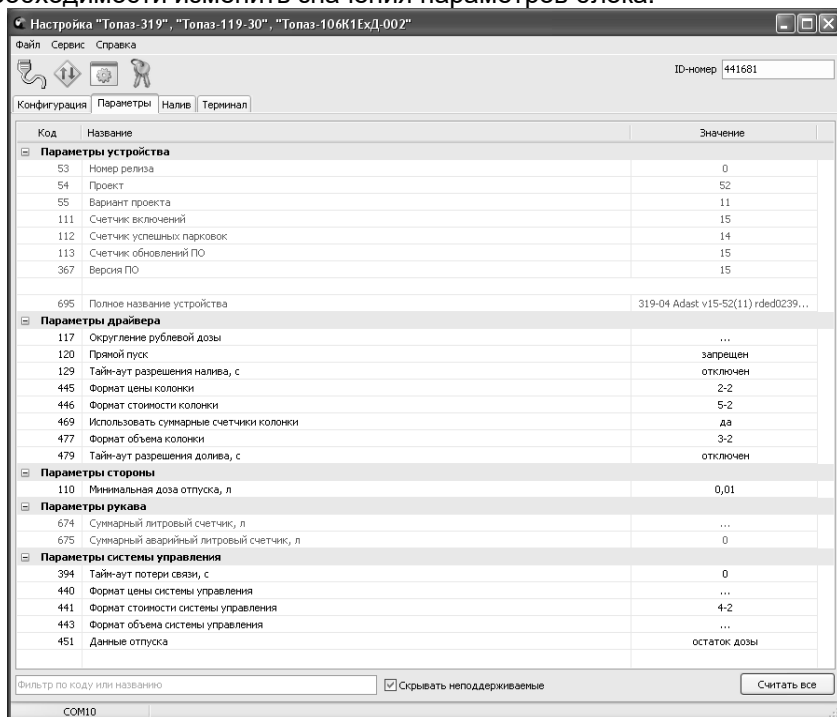 необходимости изменить значения параметров блока:
Настройка "Топаз-319", "Топаз-119-30", "Топаз-106К1ЕхД-002"
Файл Сервис Справка
ID-номер 441681
Конфигурация Параметры Налив Терминал
Код Название Значение
Параметры устройства
53 Номер релиза 0
54 Проект 52
55 Вариант проекта 11
111 Счетчик включений 15
112 Счетчик успешных парковок 14
113 Счетчик обновлений ПО 15
367 Версия ПО 15
695 Полное название устройства 319-04 Adast v15-52(11) rded0239...
Параметры драйвера
117 Округление рублевой дозы ...
120 Прямой пуск запрещен
129 Тайм-аут разрешения налива, с отключен
445 Формат цены колонки 2-2
446 Формат стоимости колонки 5-2
469 Использовать суммарные счетчики колонки да
477 Формат объема колонки 3-2
479 Тайм-аут разрешения долива, с отключен
Параметры стороны
110 Минимальная доза отпуска, л 0,01
Параметры рукава
674 Суммарный литровый счетчик, л ...
675 Суммарный аварийный литровый счетчик, л 0
Параметры системы управления
394 Тайм-аут потери связи, с 0
440 Формат цены системы управления ...
441 Формат стоимости системы управления 4-2
443 Формат объема системы управления ...
451 Данные отпуска остаток дозы
Фильтр по коду или названию Скрывать неподдерживаемые Считать все
COM10